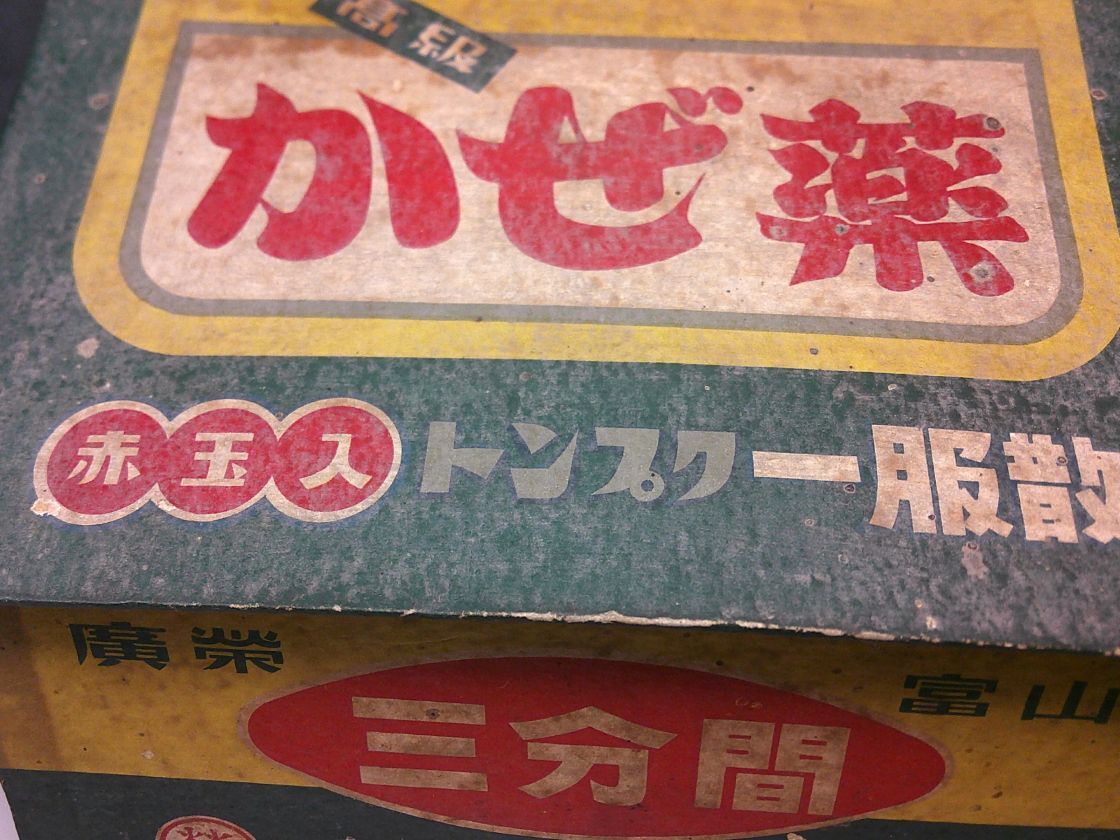 高級
かぜ薬
赤玉入 トンプク 一服散
廣榮 富山
三分間